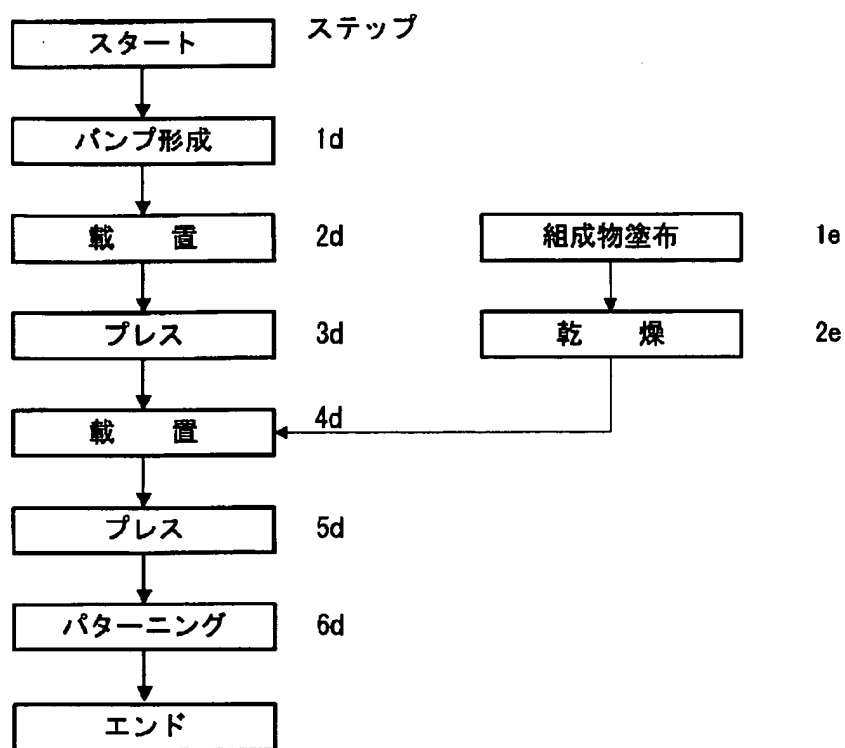 スタート
ステップ
バンプ形成 1d
載 置 2d
組成物塗布 1e
プレス 3d
乾 燥 2e
載 置 4d
プレス 5d
パターニング 6d
エンド